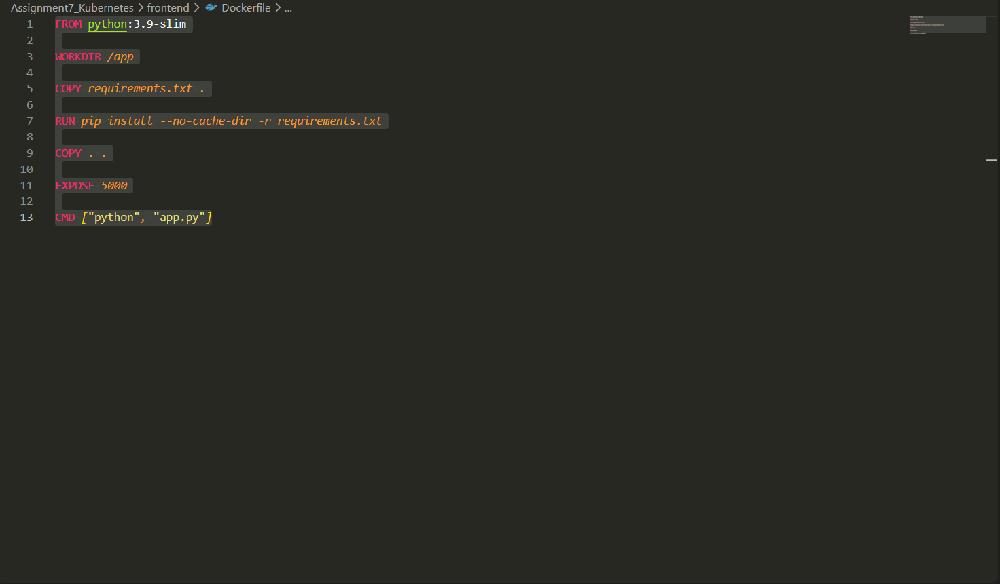 Assignment7_Kubernetes > frontend > Dockerfile > ...
1 FROM python:3.9-slim
2
3 WORKDIR /app
4
5 COPY requirements.txt .
6
7 RUN pip install --no-cache-dir -r requirements.txt
8
9 COPY . .
10
11 EXPOSE 5000
12
13 CMD ["python", "app.py"]